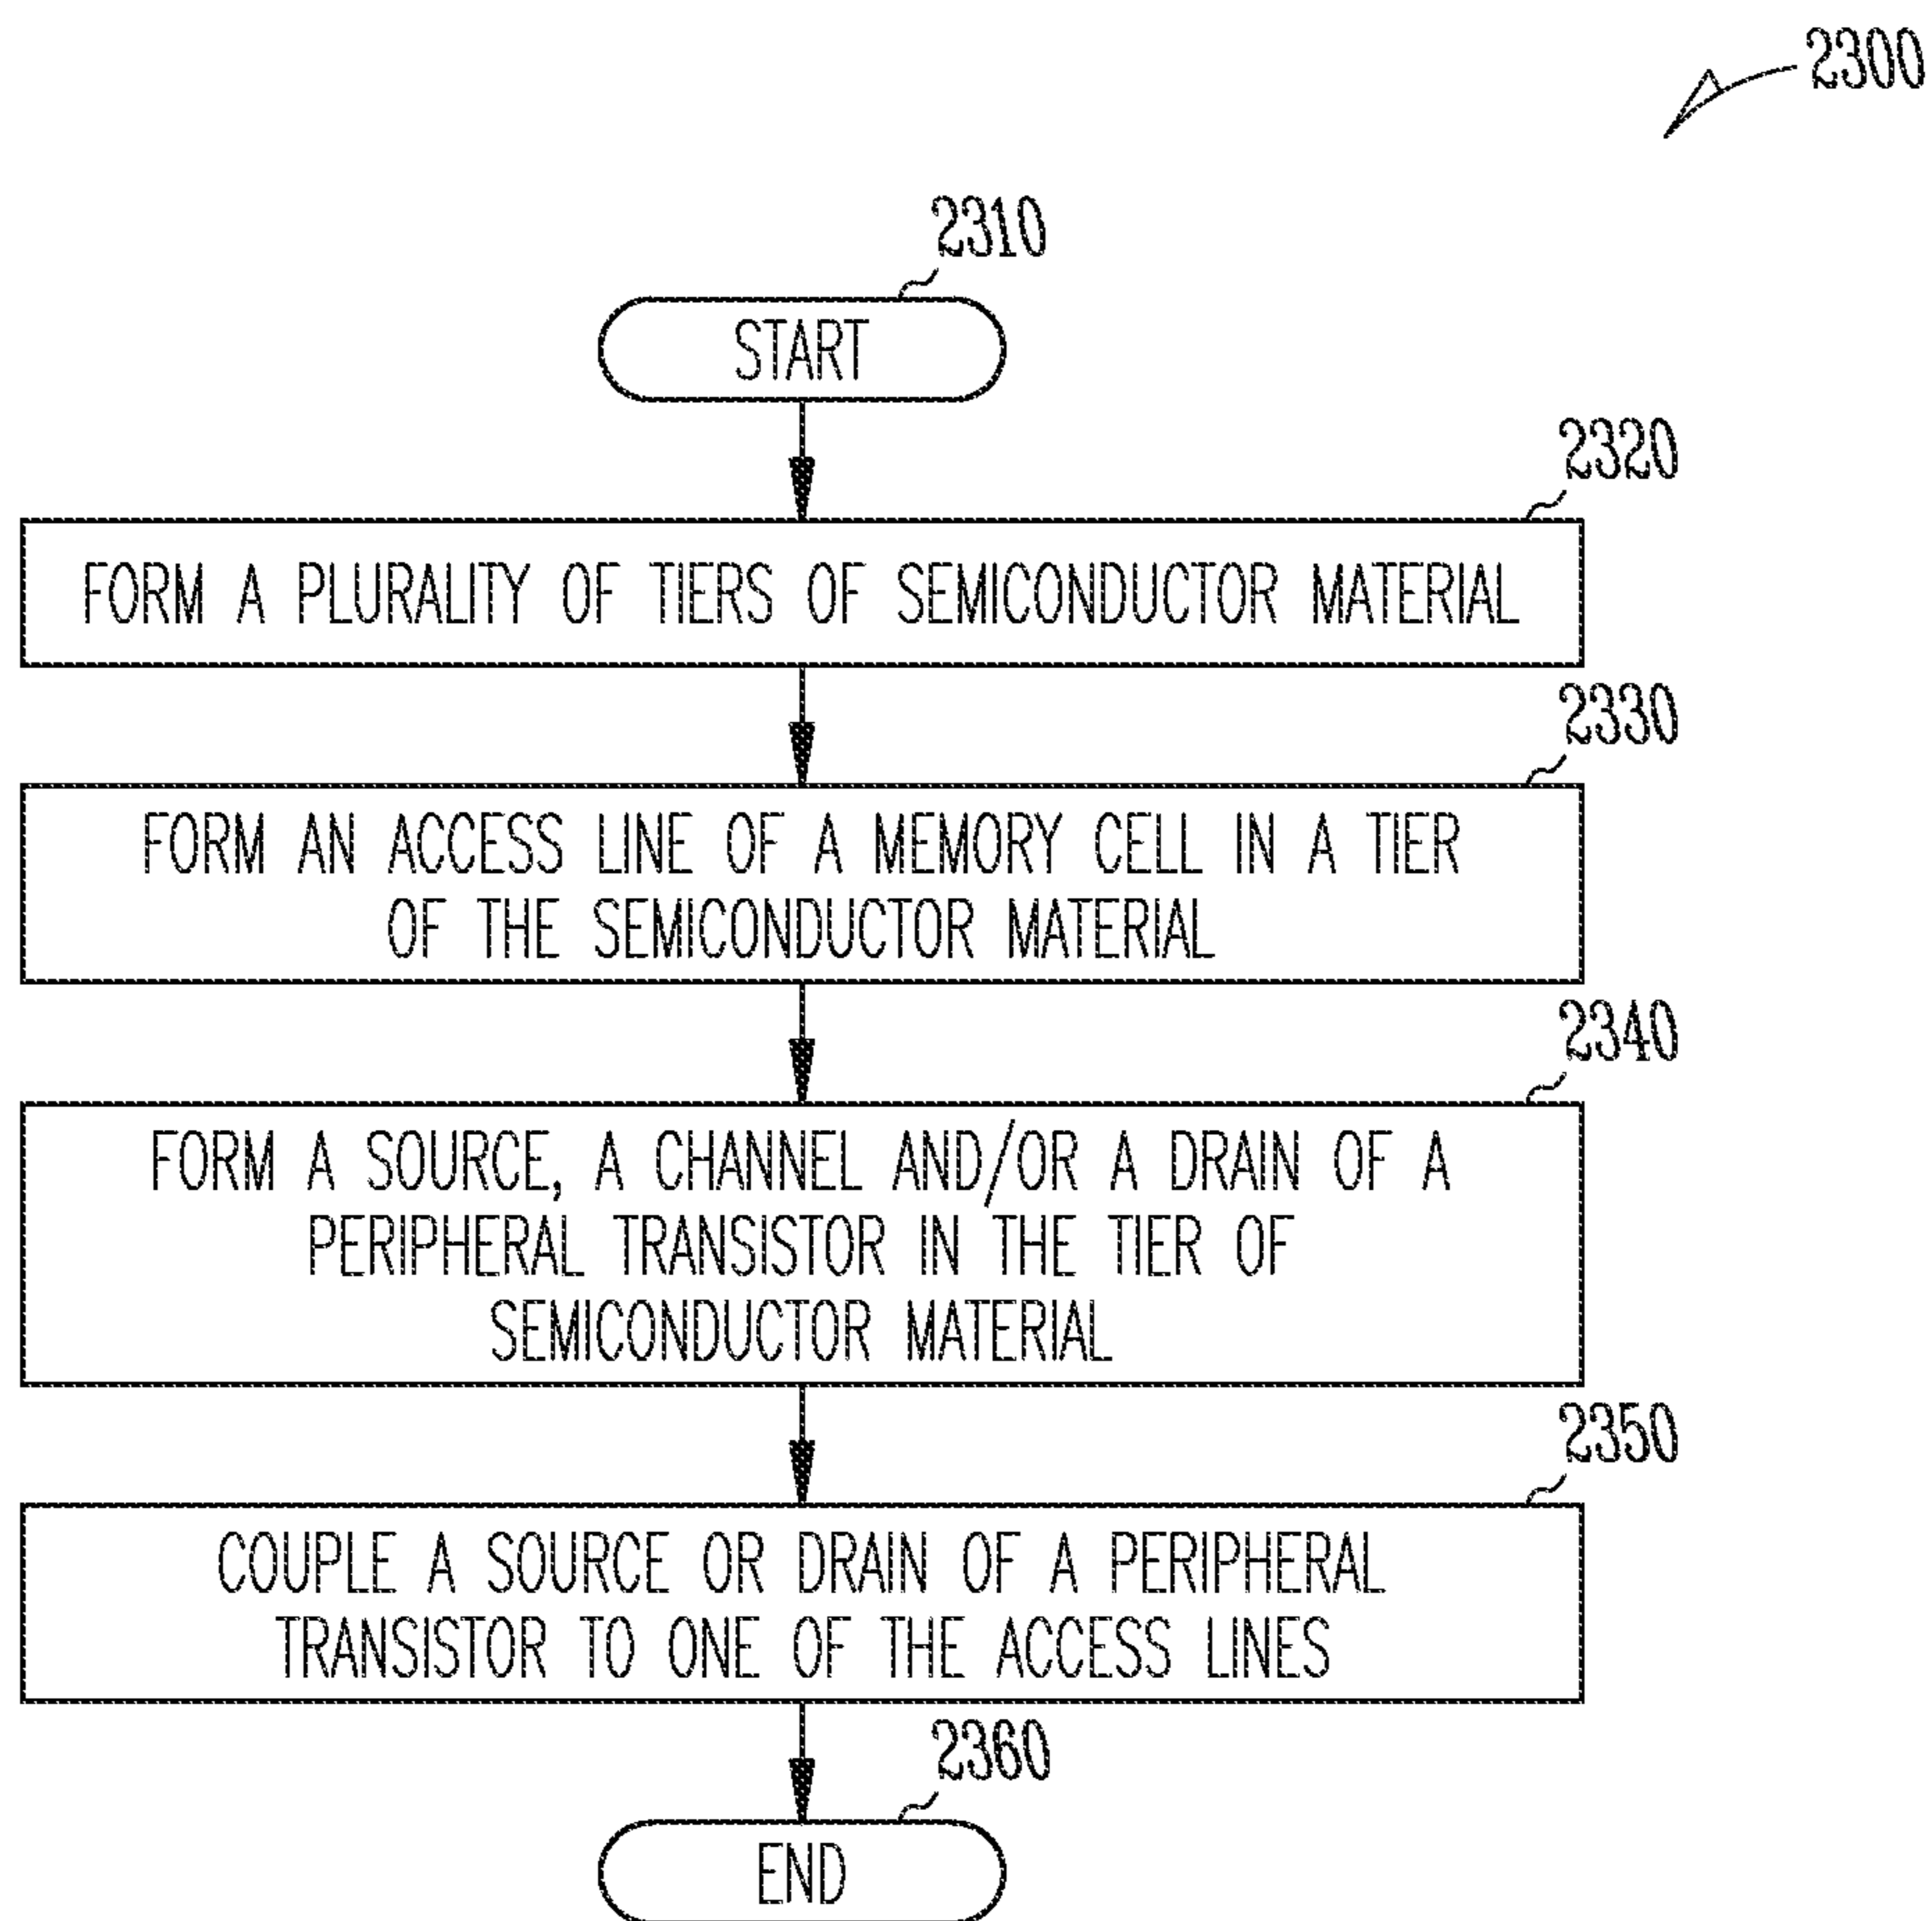 2300
2310
START
2320
FORM A PLURALITY OF TIERS OF SEMICONDUCTOR MATERIAL
2330
FORM AN ACCESS LINE OF A MEMORY CELL IN A TIER
OF THE SEMICONDUCTOR MATERIAL
2340
FORM A SOURCE, A CHANNEL AND/OR A DRAIN OF A
PERIPHERAL TRANSISTOR IN THE TIER OF
SEMICONDUCTOR MATERIAL
2350
COUPLE A SOURCE OR DRAIN OF A PERIPHERAL
TRANSISTOR TO ONE OF THE ACCESS LINES
2360
END